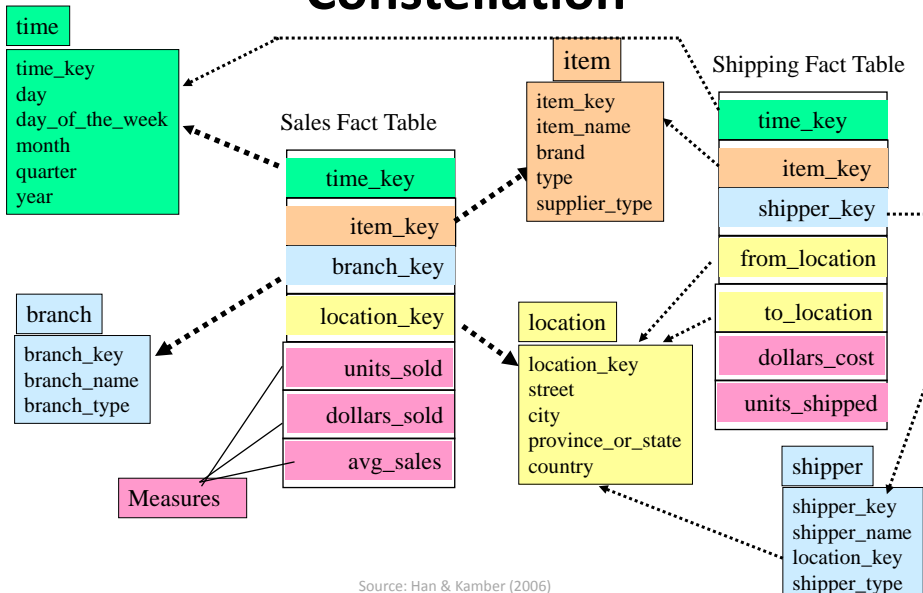 Constellation
time
time_key
day
day_of_the_week
month
quarter
year
Sales Fact Table
time_key
item_key
branch_key
location_key
units_sold
dollars_sold
avg_sales
Measures
branch
branch_key
branch_name
branch_type
item
item_key
item_name
brand
type
supplier_type
location
location_key
street
city
province_or_state
country
Shipping Fact Table
time_key
item_key
shipper_key
from_location
to_location
dollars_cost
units_shipped
shipper
shipper_key
shipper_name
location_key
shipper_type
Source: Han & Kamber (2006)